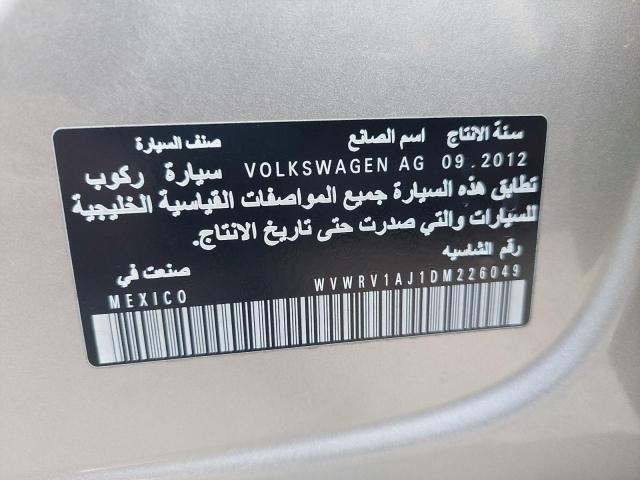 سنة الانتاج اسم الصانع صنف السيارة
09.2012 VOLKSWAGEN AG سيارة ركوب
تطابق هذه السيارة جميع المواصفات القياسية الخليجية
للسيارات والتي صدرت حتى تاريخ الانتاج.
رقم الشاسيه صنعت في
WVWRV1AJ1DM226049 MEXICO